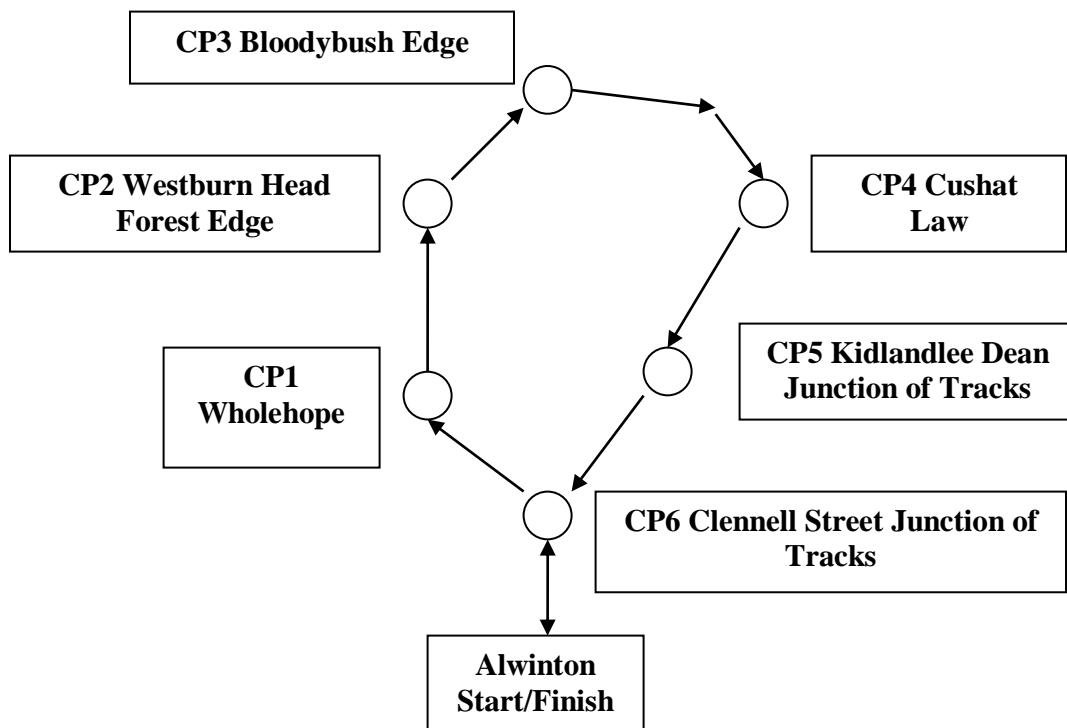 CP3 Bloodybush Edge
CP2 Westburn Head
Forest Edge
CP4 Cushat
Law
CP5 Kidlandlee Dean
Junction of Tracks
CP1
Wholehope
CP6 Clennell Street Junction of
Tracks
Alwinton
Start/Finish